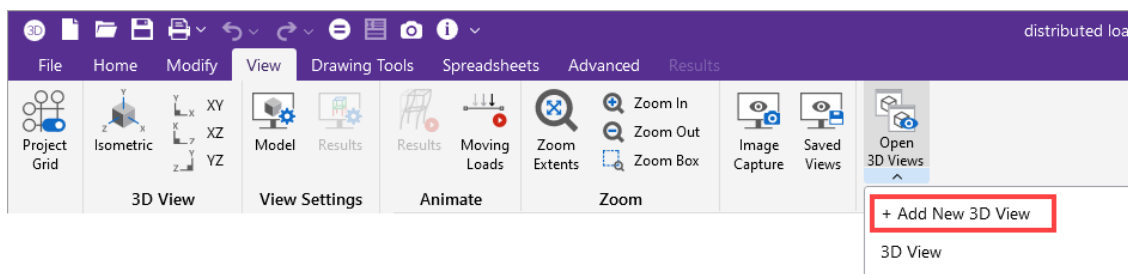 3D
distributed loa
File Home Modify View Drawing Tools Spreadsheets Advanced Results
Project Grid
Y Z X Isometric
Y X XY
X Z XZ
Z Y YZ
3D View
Model
Results
View Settings
Results
Moving Loads
Animate
Zoom Extents
Zoom In
Zoom Out
Zoom Box
Zoom
Image Capture
Saved Views
Open 3D Views
+ Add New 3D View
3D View